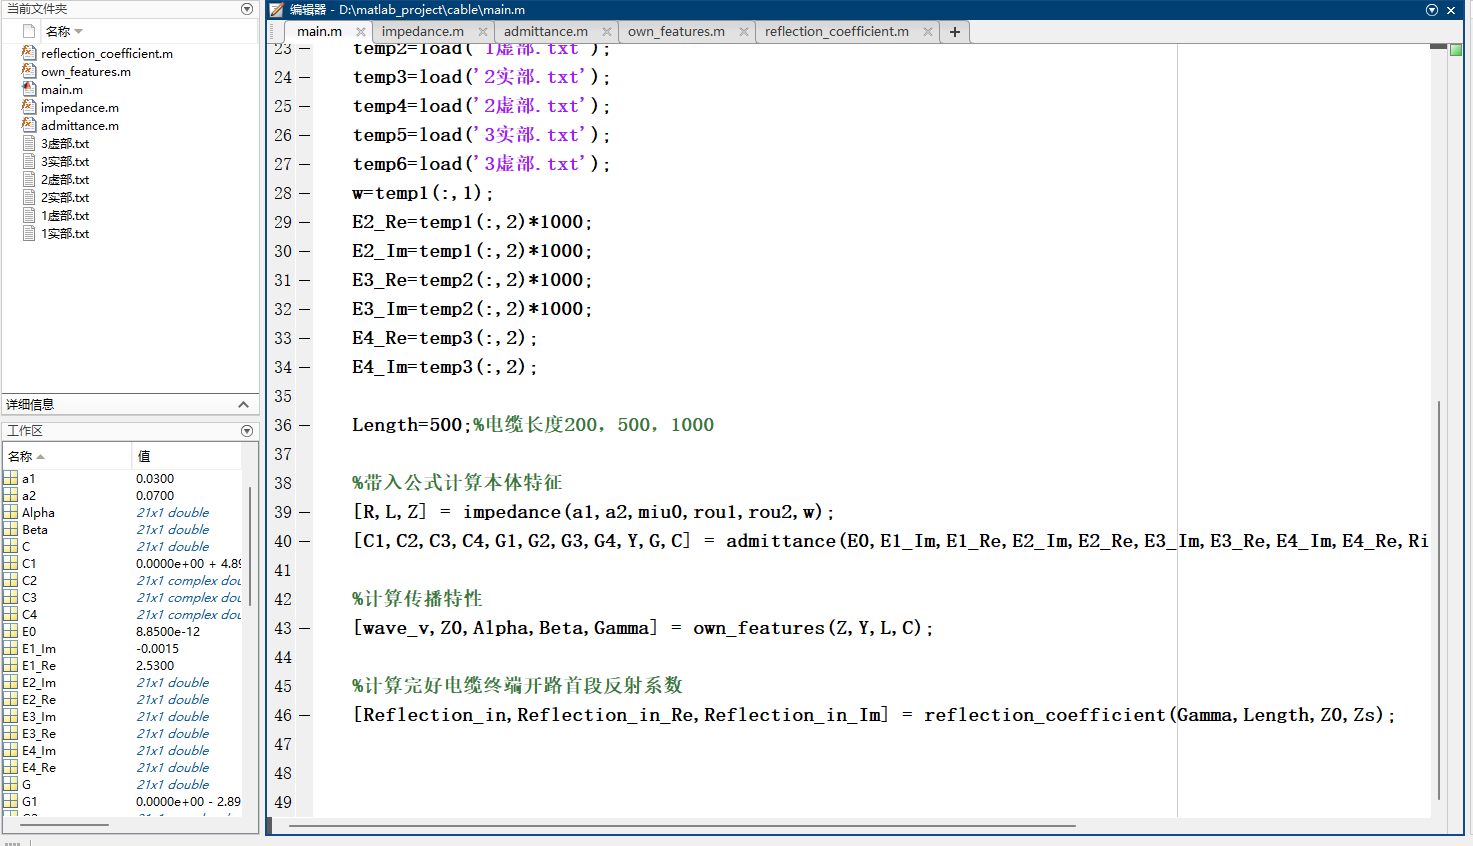 当前文件夹
名称
reflection_coefficient.m
own_features.m
main.m
impedance.m
admittance.m
3虚部.txt
3实部.txt
2虚部.txt
2实部.txt
1虚部.txt
1实部.txt
详细信息
工作区
名称 值
a1 0.0300
a2 0.0700
Alpha 21x1 double
Beta 21x1 double
C 21x1 double
C1 0.0000e+00 + 4.89
C2 21x1 complex dou
C3 21x1 complex dou
C4 21x1 complex dou
E0 8.8500e-12
E1_Im -0.0015
E1_Re 2.5300
E2_Im 21x1 double
E2_Re 21x1 double
E3_Im 21x1 double
E3_Re 21x1 double
E4_Im 21x1 double
E4_Re 21x1 double
G 21x1 double
G1 0.0000e+00 - 2.89
编辑器 - D:\matlab_project\cable\main.m
main.m impedance.m admittance.m own_features.m reflection_coefficient.m
23 temp2=load('1虚部.txt');
24 temp3=load('2实部.txt');
25 temp4=load('2虚部.txt');
26 temp5=load('3实部.txt');
27 temp6=load('3虚部.txt');
28 w=temp1(:,1);
29 E2_Re=temp1(:,2)*1000;
30 E2_Im=temp1(:,2)*1000;
31 E3_Re=temp2(:,2)*1000;
32 E3_Im=temp2(:,2)*1000;
33 E4_Re=temp3(:,2);
34 E4_Im=temp3(:,2);
35
36 Length=500;%电缆长度200，500，1000
37
38 %带入公式计算本体特征
39 [R,L,Z] = impedance(a1,a2,miu0,rou1,rou2,w);
40 [C1,C2,C3,C4,G1,G2,G3,G4,Y,G,C] = admittance(E0,E1_Im,E1_Re,E2_Im,E2_Re,E3_Im,E3_Re,E4_Im,E4_Re,Ri
41
42 %计算传播特性
43 [wave_v,Z0,Alpha,Beta,Gamma] = own_features(Z,Y,L,C);
44
45 %计算完好电缆终端开路首段反射系数
46 [Reflection_in,Reflection_in_Re,Reflection_in_Im] = reflection_coefficient(Gamma,Length,Z0,Zs);
47
48
49